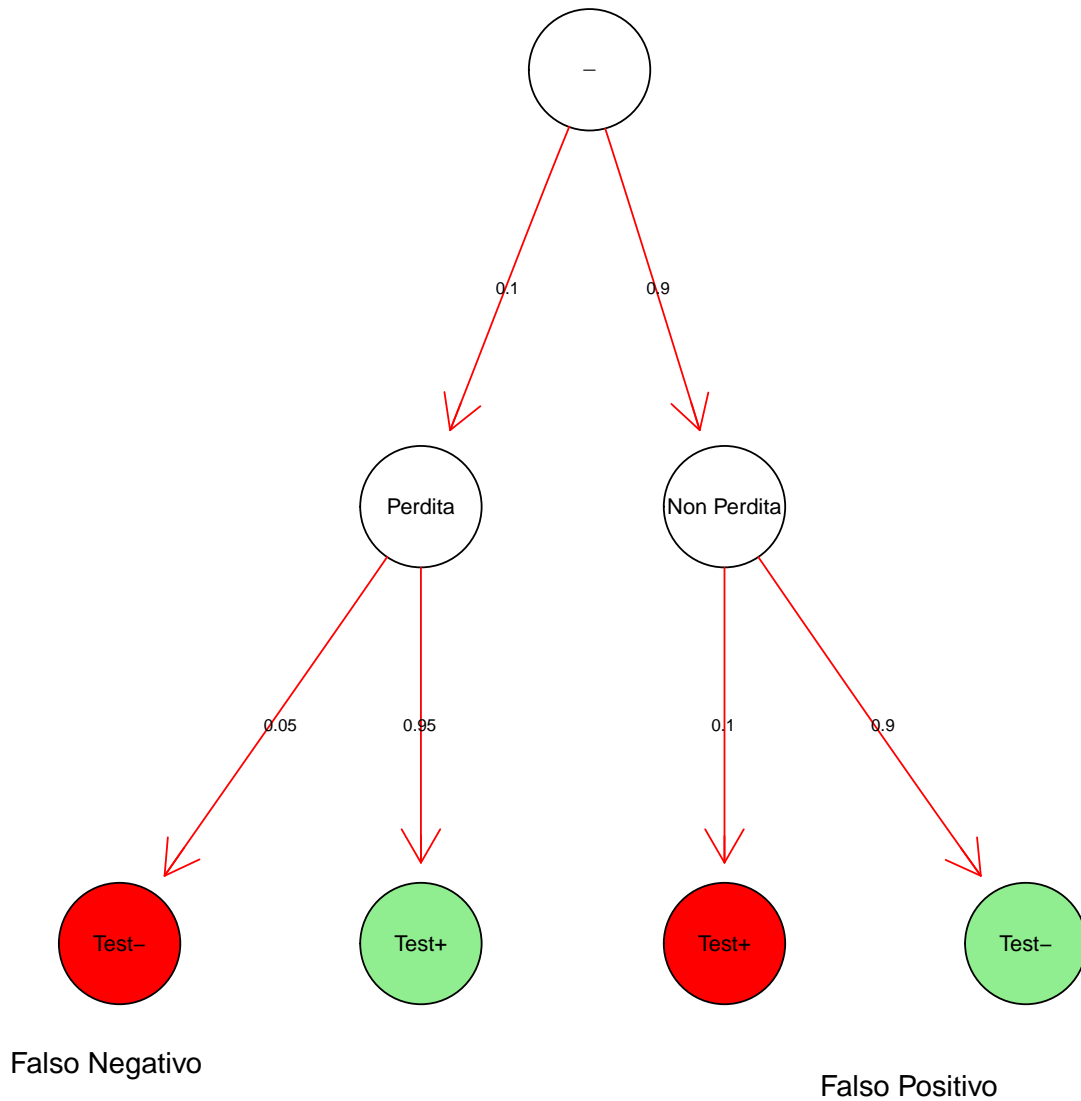 –
0.1
0.9
Perdita
Non Perdita
0.05
0.95
0.1
0.9
Test–
Test+
Test+
Test–
Falso Negativo
Falso Positivo